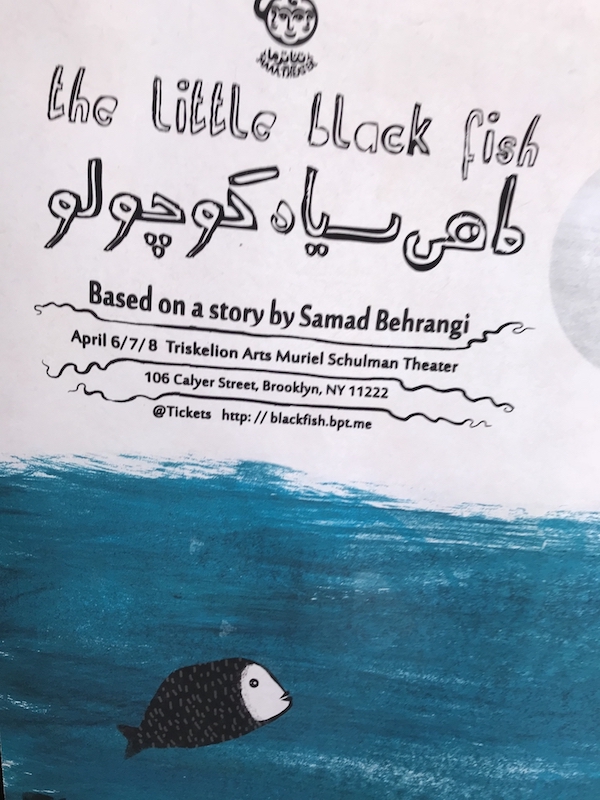 the little black fish
ماهی سیاه کوچولو
Based on a story by Samad Behrangi
April 6/7/8 Triskelion Arts Muriel Schulman Theater
106 Calyer Street, Brooklyn, NY 11222
@Tickets http: // blackfish.bpt.me